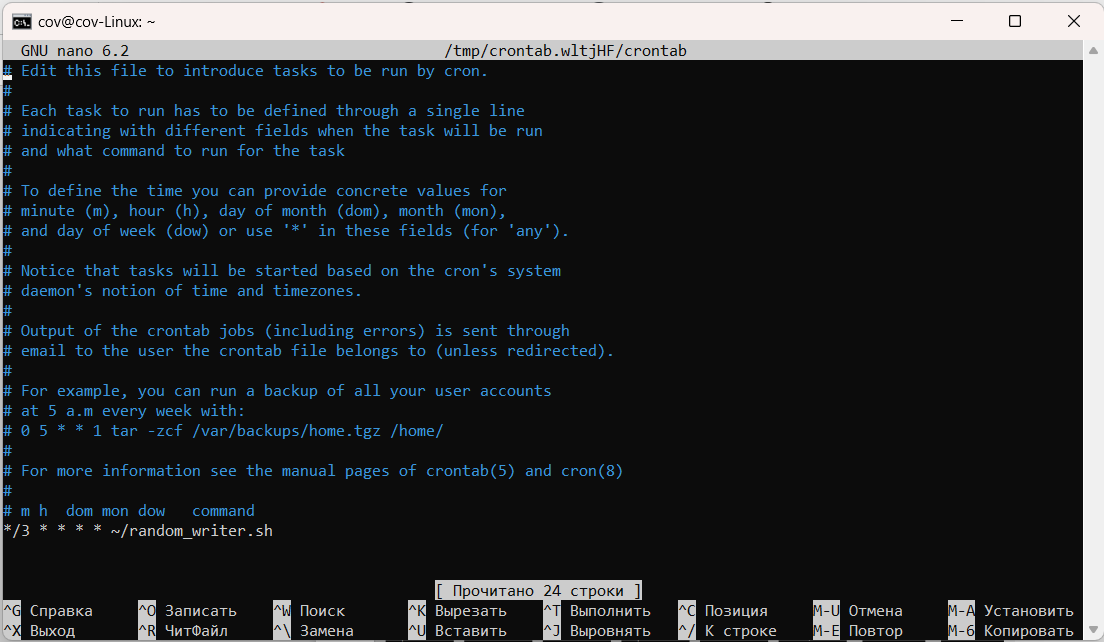 cov@cov-Linux: ~
GNU nano 6.2 /tmp/crontab.wltjHF/crontab
# Edit this file to introduce tasks to be run by cron.
#
# Each task to run has to be defined through a single line
# indicating with different fields when the task will be run
# and what command to run for the task
#
# To define the time you can provide concrete values for
# minute (m), hour (h), day of month (dom), month (mon),
# and day of week (dow) or use '*' in these fields (for 'any').
#
# Notice that tasks will be started based on the cron's system
# daemon's notion of time and timezones.
#
# Output of the crontab jobs (including errors) is sent through
# email to the user the crontab file belongs to (unless redirected).
#
# For example, you can run a backup of all your user accounts
# at 5 a.m every week with:
# 0 5 * * 1 tar -zcf /var/backups/home.tgz /home/
#
# For more information see the manual pages of crontab(5) and cron(8)
#
# m h  dom mon dow   command
*/3 * * * * ~/random_writer.sh
[ Прочитано 24 строки ]
^G Справка ^O Записать ^W Поиск ^K Вырезать ^T Выполнить ^C Позиция M-U Отмена M-A Установить
^X Выход ^R ЧитФайл ^\ Замена ^U Вставить ^J Выровнять ^/ К строке M-E Повтор M-6 Копировать